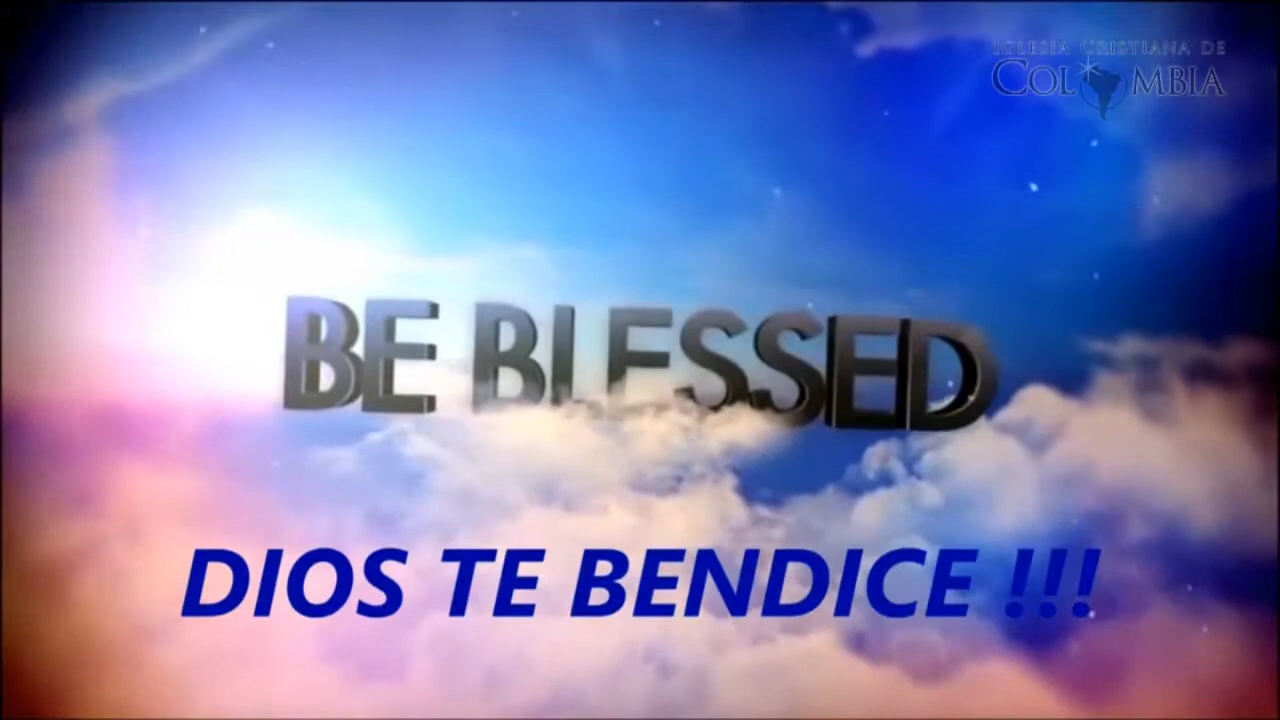 IGLESIA CRISTIANA DE
COLOMBIA
BE BLESSED
DIOS TE BENDICE !!!